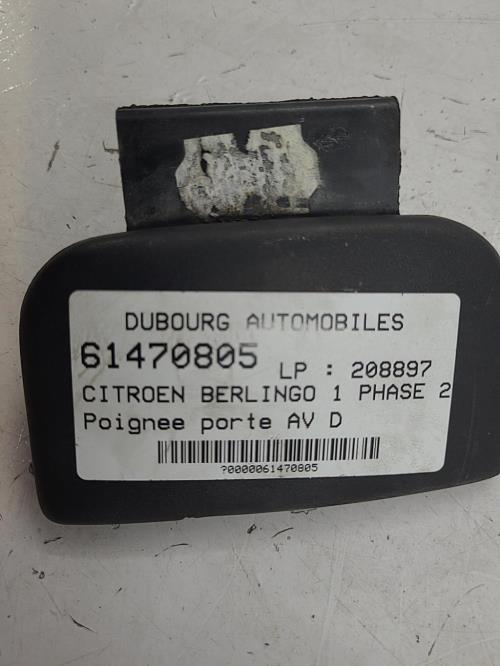 DUBOURG AUTOMOBILES
61470805 LP : 208897
CITROEN BERLINGO 1 PHASE 2
Poignee porte AV D
?0000061470805